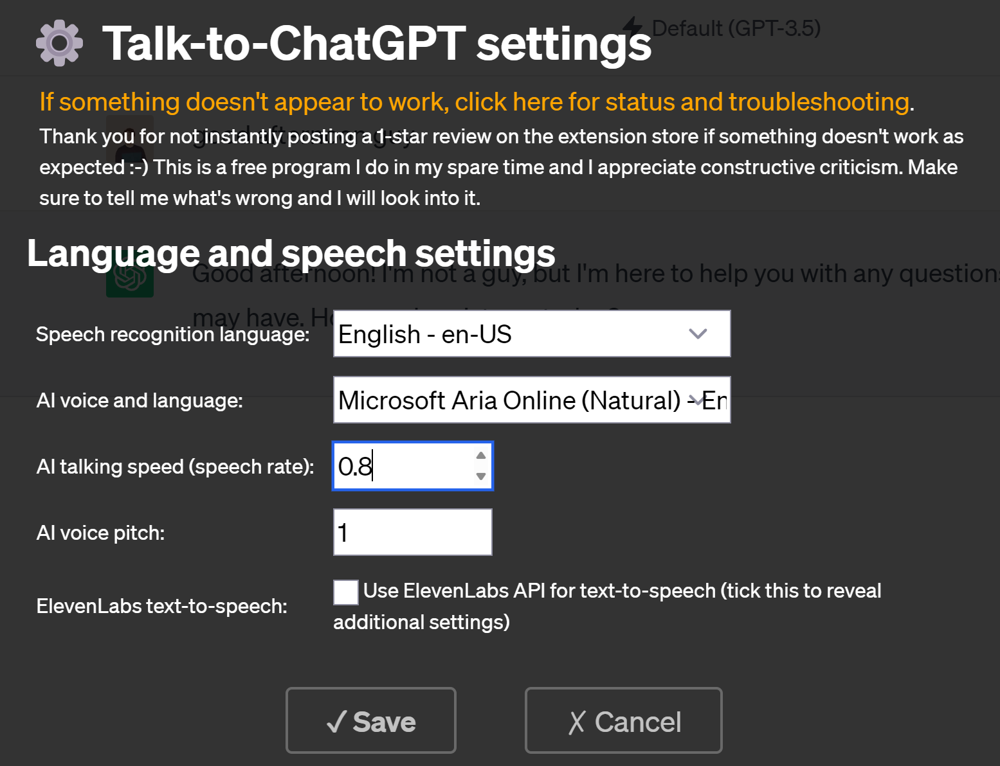 Talk-to-ChatGPT settings
Default (GPT-3.5)
If something doesn't appear to work, click here for status and troubleshooting.
good afternoon guy.
Thank you for not instantly posting a 1-star review on the extension store if something doesn't work as
expected :-) This is a free program I do in my spare time and I appreciate constructive criticism. Make
sure to tell me what's wrong and I will look into it.
Language and speech settings
Good afternoon! I'm not a guy, but I'm here to help you with any questions
may have.
Speech recognition language:
English - en-US
AI voice and language:
Microsoft Aria Online (Natural) - En
AI talking speed (speech rate):
0.8
AI voice pitch:
1
ElevenLabs text-to-speech:
Use ElevenLabs API for text-to-speech (tick this to reveal
additional settings)
✓ Save
✗ Cancel